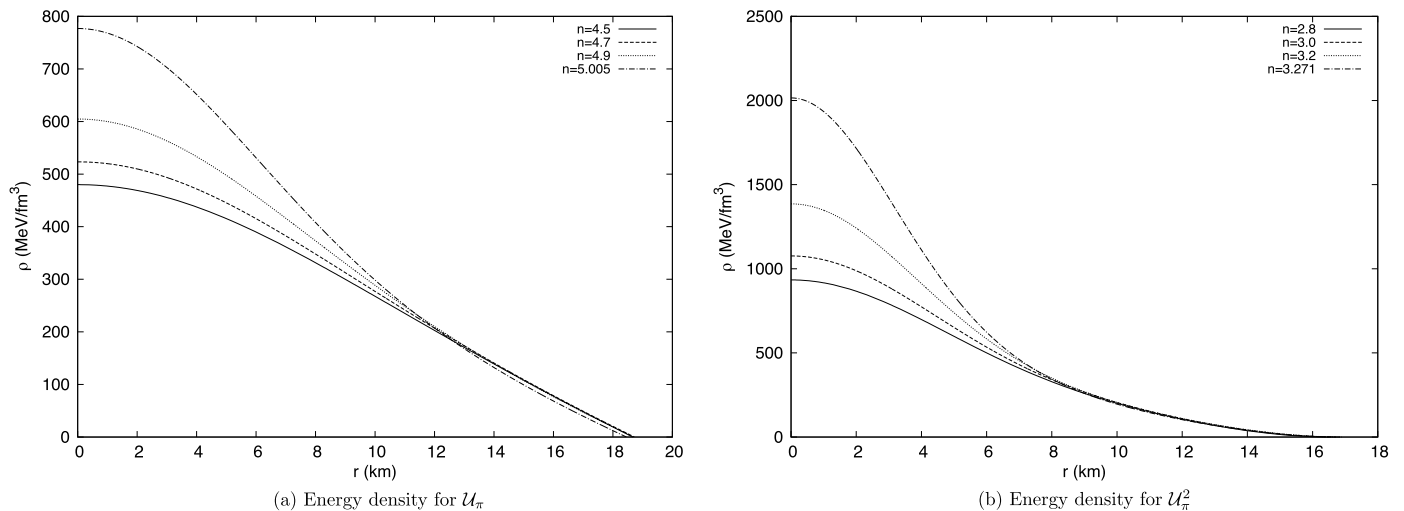 800
700
600
500
400
300
200
100
0
ρ (MeV/fm3)
n=4.5
n=4.7
n=4.9
n=5.005
0 2 4 6 8 10 12 14 16 18 20
r (km)
(a) Energy density for 𝒰π
2500
2000
1500
1000
500
0
ρ (MeV/fm3)
n=2.8
n=3.0
n=3.2
n=3.271
0 2 4 6 8 10 12 14 16 18
r (km)
(b) Energy density for 𝒰π2